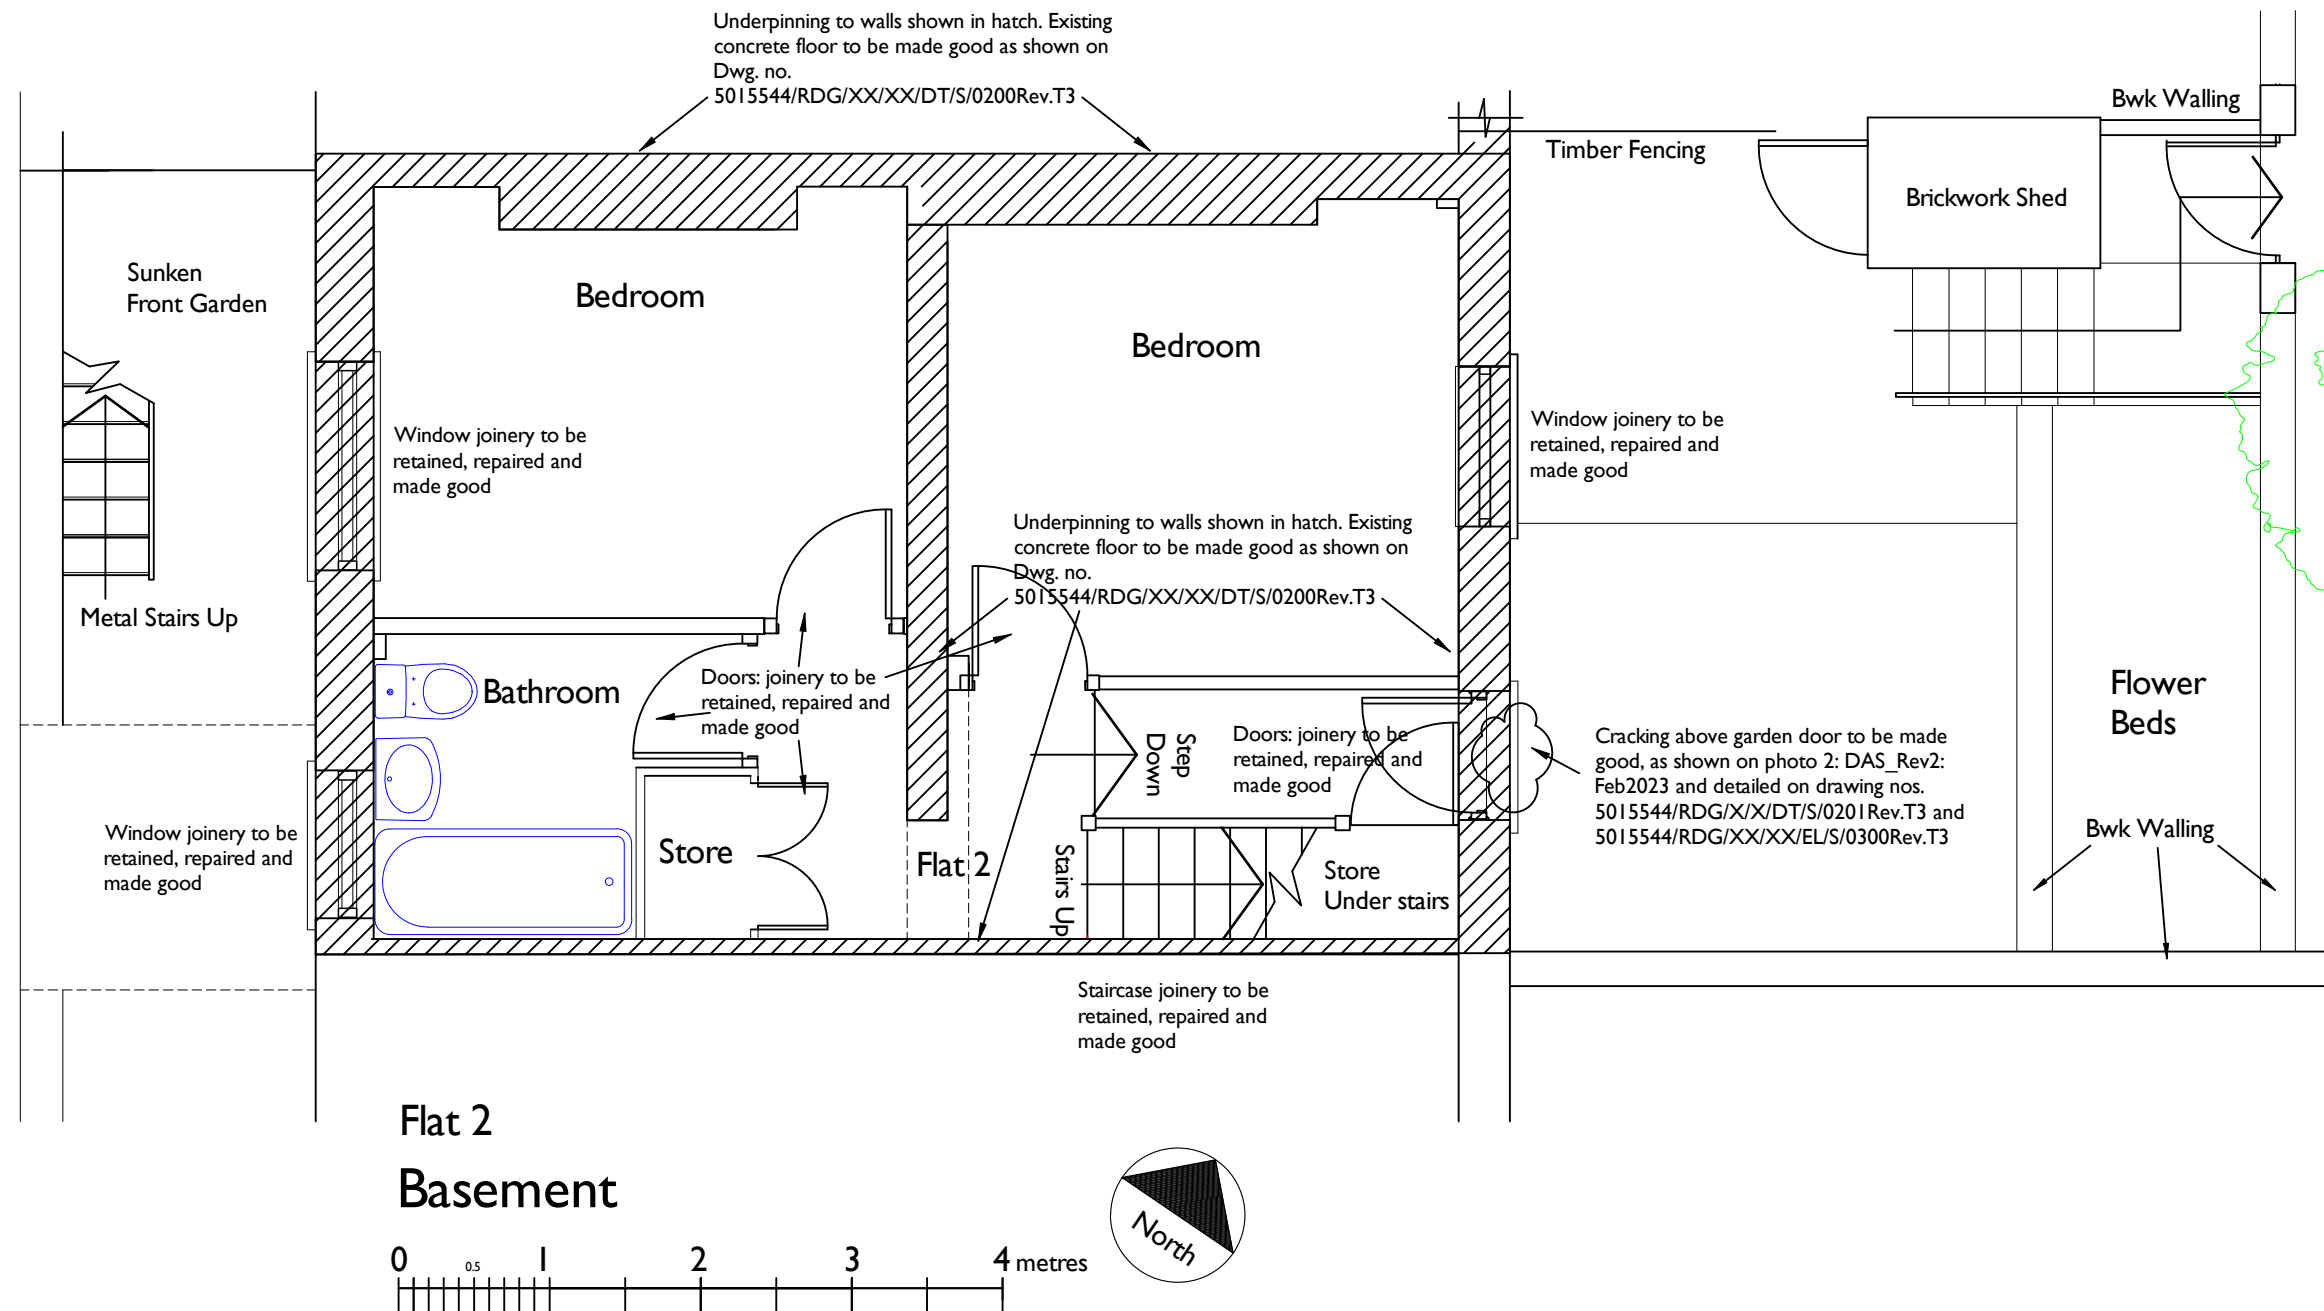 Underpinning to walls shown in hatch. Existing
concrete floor to be made good as shown on
Dwg. no.
5015544/RDG/XX/XX/DT/S/0200Rev.T3
Bwk Walling
Timber Fencing
Brickwork Shed
Sunken
Front Garden
Bedroom
Bedroom
Window joinery to be
retained, repaired and
made good
Window joinery to be
retained, repaired and
made good
Underpinning to walls shown in hatch. Existing
concrete floor to be made good as shown on
Dwg. no.
5015544/RDG/XX/XX/DT/S/0200Rev.T3
Metal Stairs Up
Bathroom
Doors: joinery to be
retained, repaired and
made good
Step
Down
Doors: joinery to be
retained, repaired and
made good
Cracking above garden door to be made
good, as shown on photo 2: DAS_Rev2:
Feb2023 and detailed on drawing nos.
5015544/RDG/X/X/DT/S/0201Rev.T3 and
5015544/RDG/XX/XX/EL/S/0300Rev.T3
Flower
Beds
Bwk Walling
Window joinery to be
retained, repaired and
made good
Store
Flat 2
Stairs Up
Store
Under stairs
Staircase joinery to be
retained, repaired and
made good
Flat 2
Basement
North
0 0.5 1 2 3 4 metres